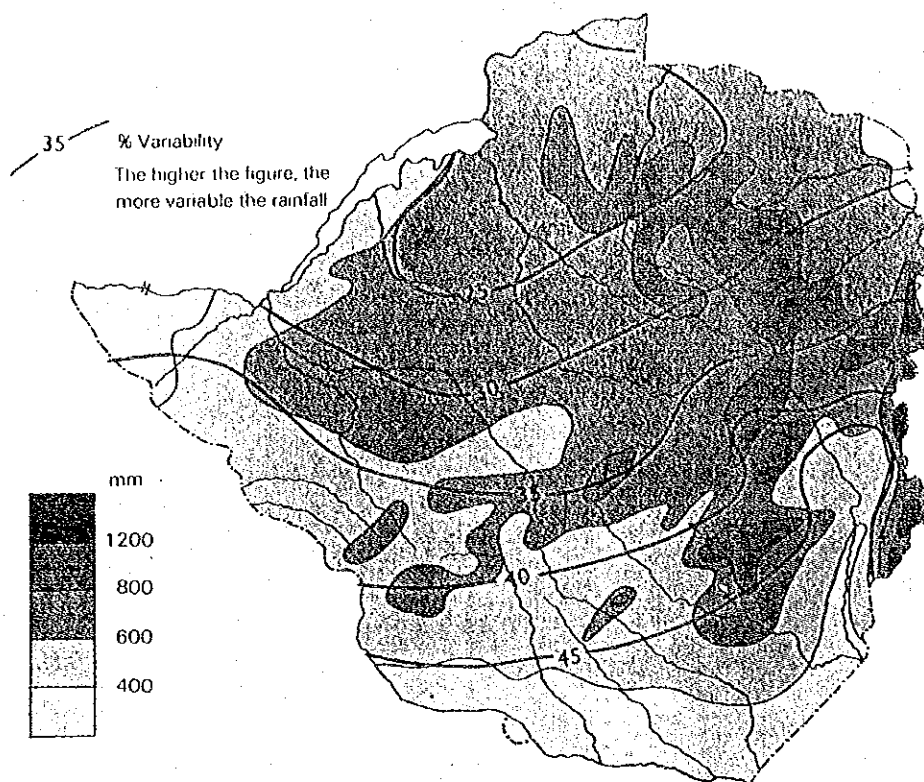 35
% Variability
The higher the figure, the
more variable the rainfall
25
30
35
mm
1200
800
600
400
40
45